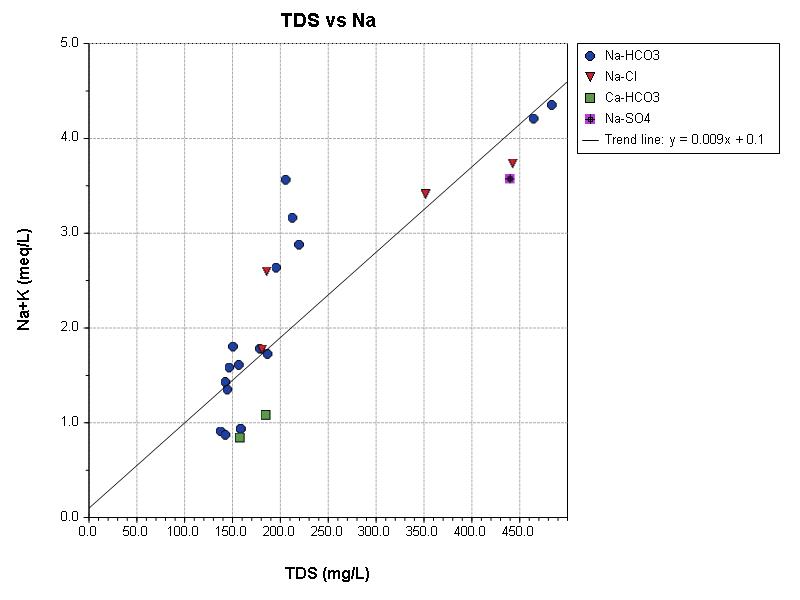 TDS vs Na
5.0
4.0
3.0
2.0
1.0
0.0
Na+K (meq/L)
0.0 50.0 100.0 150.0 200.0 250.0 300.0 350.0 400.0 450.0
TDS (mg/L)
Na-HCO3
Na-Cl
Ca-HCO3
Na-SO4
Trend line: y = 0.009x + 0.1